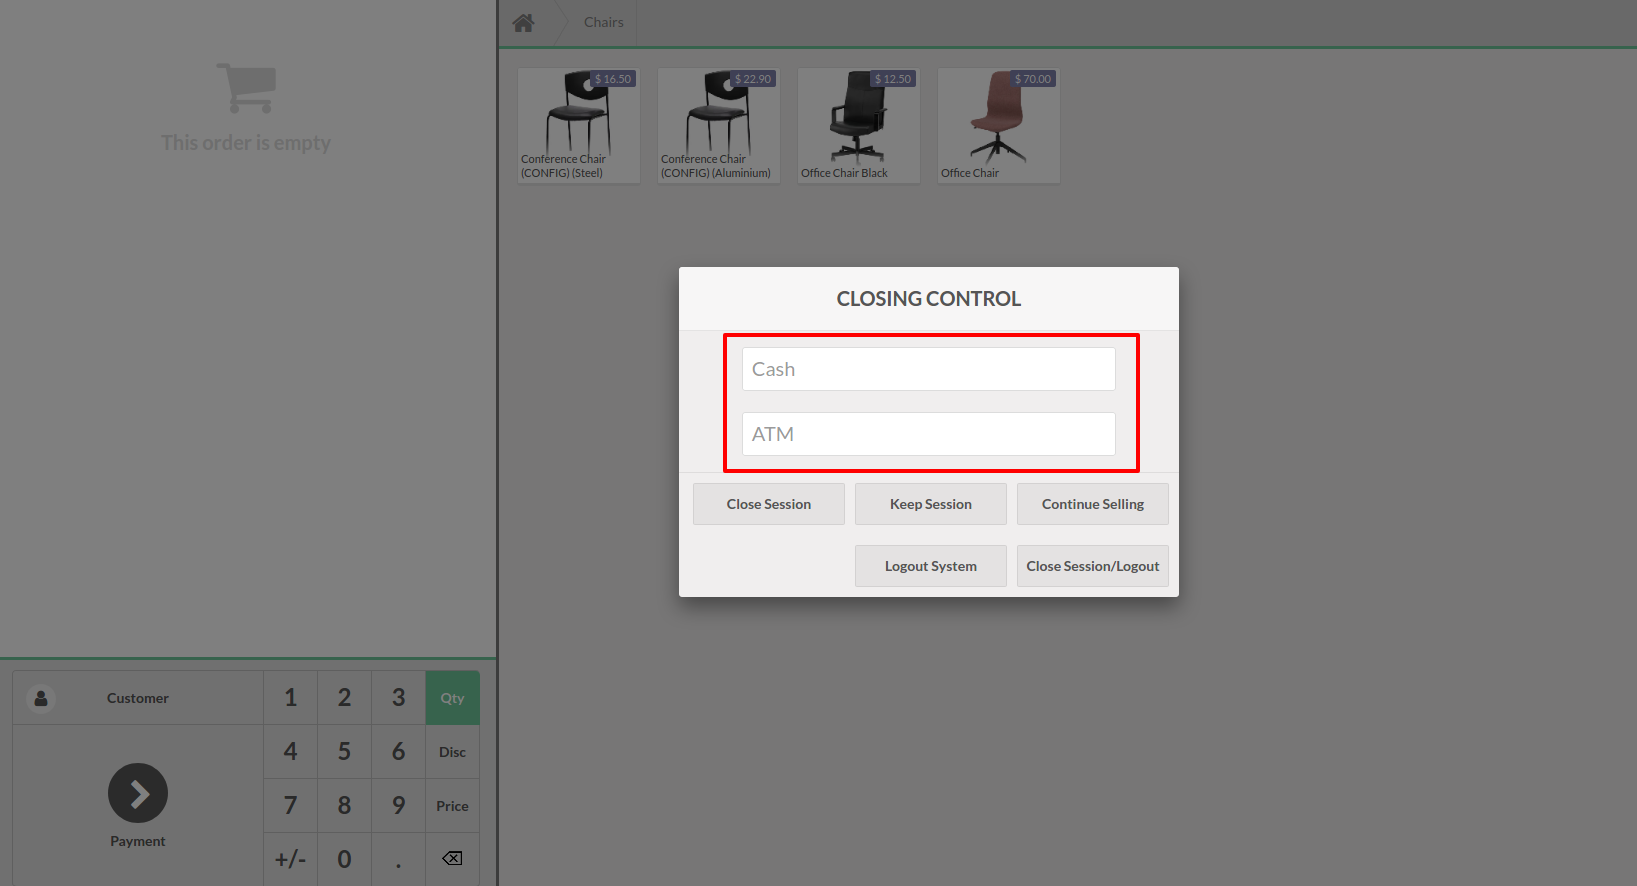 This order is empty
Chairs
$ 16.50
Conference Chair
(CONFIG) (Steel)
$ 22.90
Conference Chair
(CONFIG) (Aluminium)
$ 12.50
Office Chair Black
$ 70.00
Office Chair
CLOSING CONTROL
Cash
ATM
Close Session
Keep Session
Continue Selling
Logout System
Close Session/Logout
Customer
1 2 3 Qty
4 5 6 Disc
7 8 9 Price
+/- 0 .
Payment